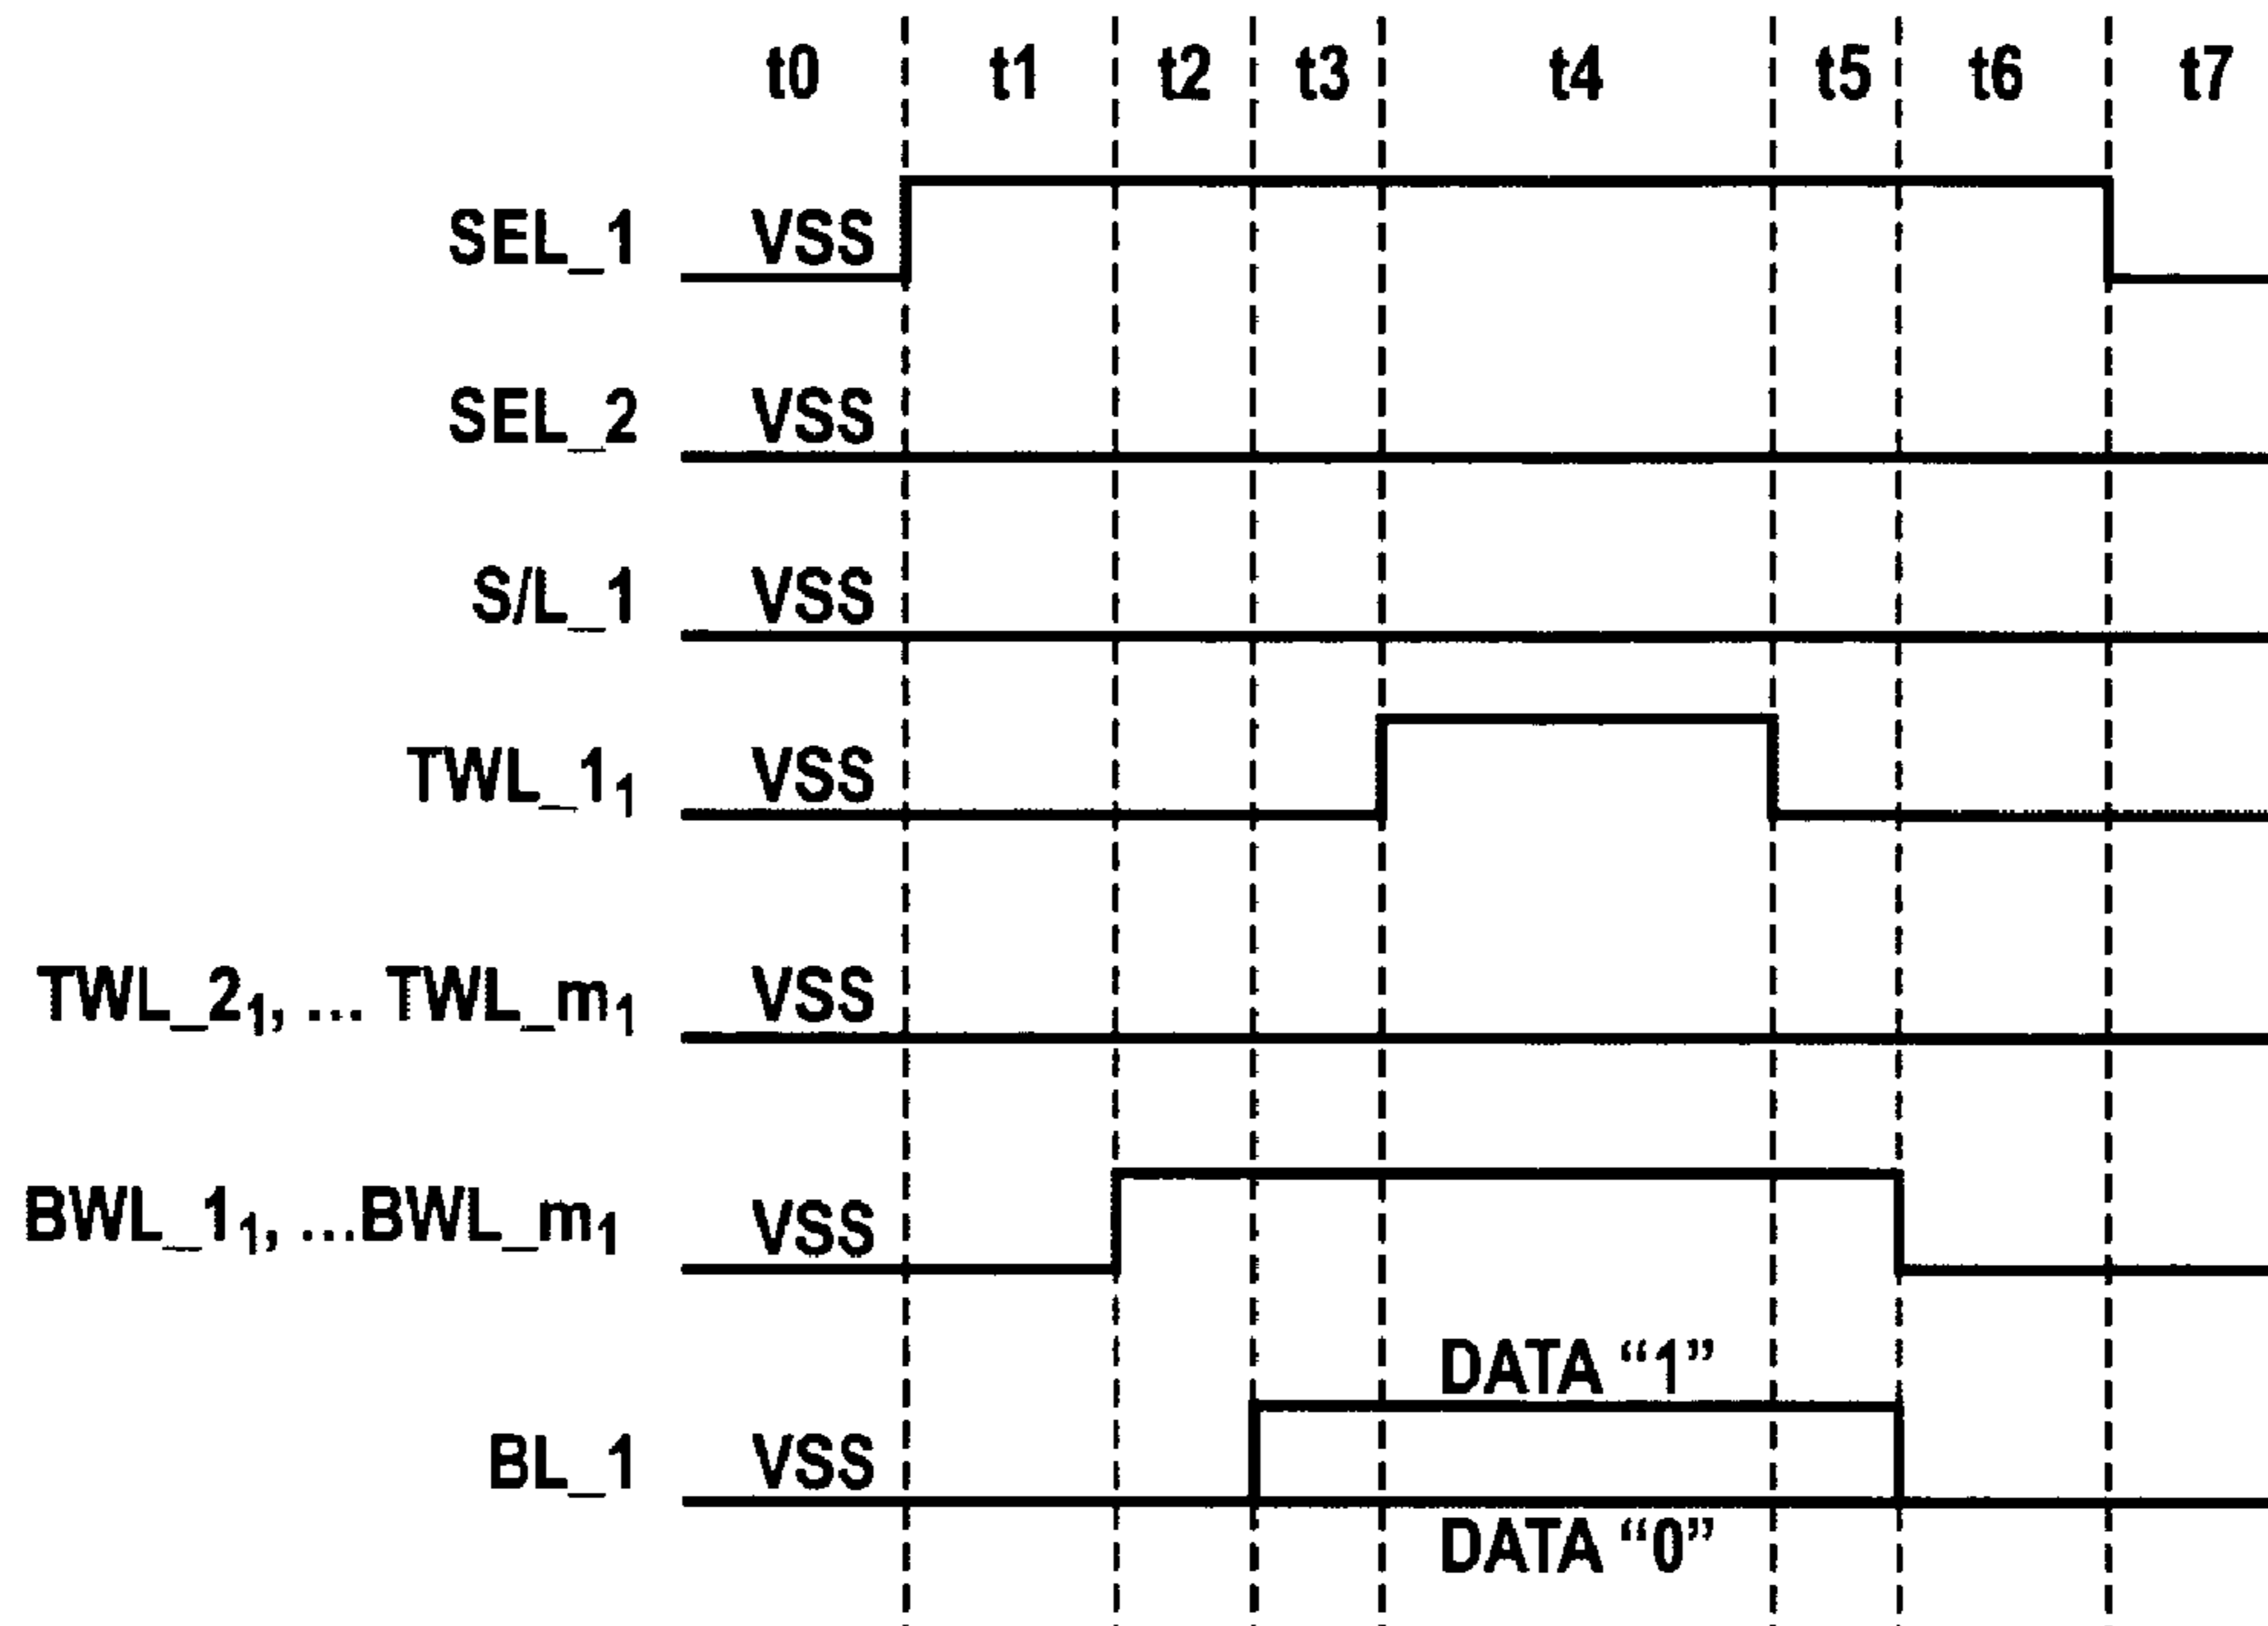 t0 t1 t2 t3 t4 t5 t6 t7
SEL_1 VSS
SEL_2 VSS
S/L_1 VSS
TWL_1₁ VSS
TWL_2₁, ... TWL_m₁ VSS
BWL_1₁, ...BWL_m₁ VSS
DATA “1”
BL_1 VSS
DATA “0”